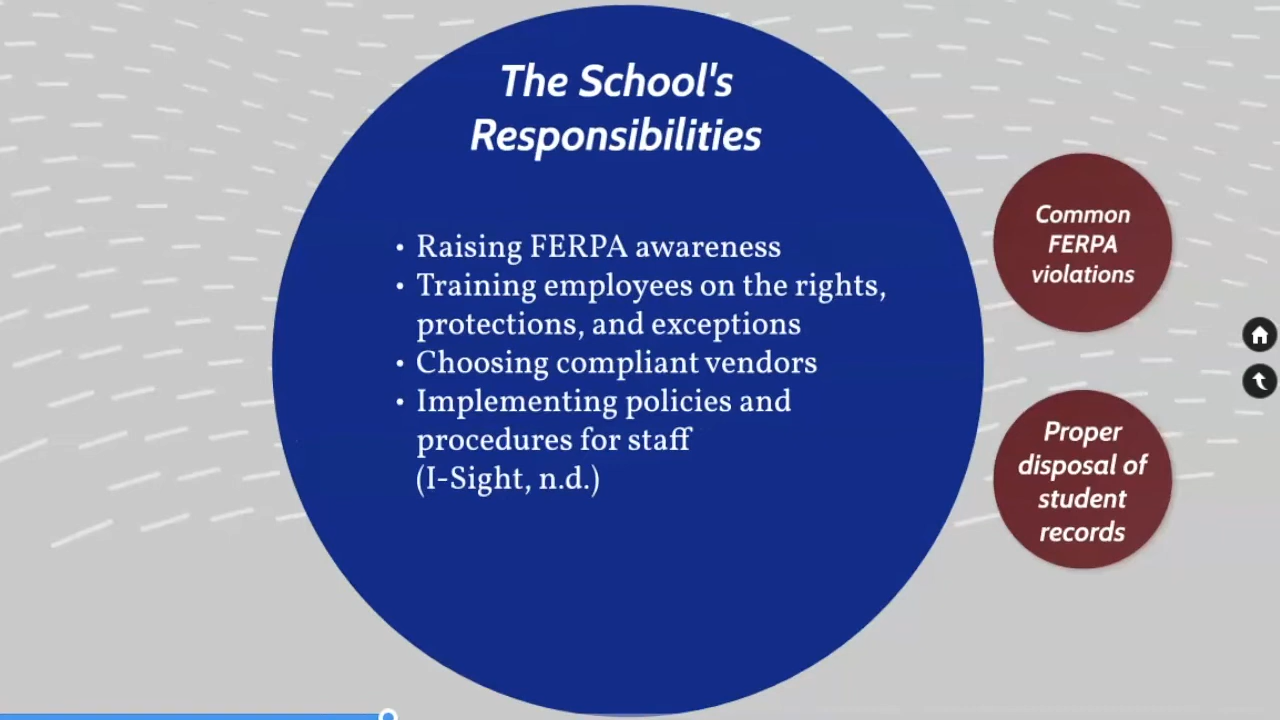 The School's
Responsibilities
• Raising FERPA awareness
• Training employees on the rights,
protections, and exceptions
• Choosing compliant vendors
• Implementing policies and
procedures for staff
(I-Sight, n.d.)
Common
FERPA
violations
Proper
disposal of
student
records